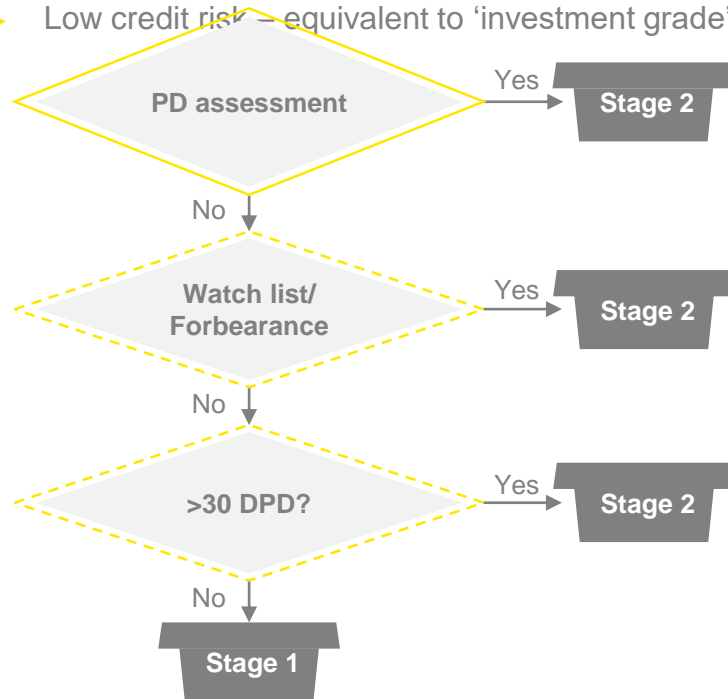 Low credit risk – equivalent to ‘investment grade’
PD assessment
Yes
Stage 2
No
Watch list/
Forbearance
Yes
Stage 2
No
>30 DPD?
Yes
Stage 2
No
Stage 1